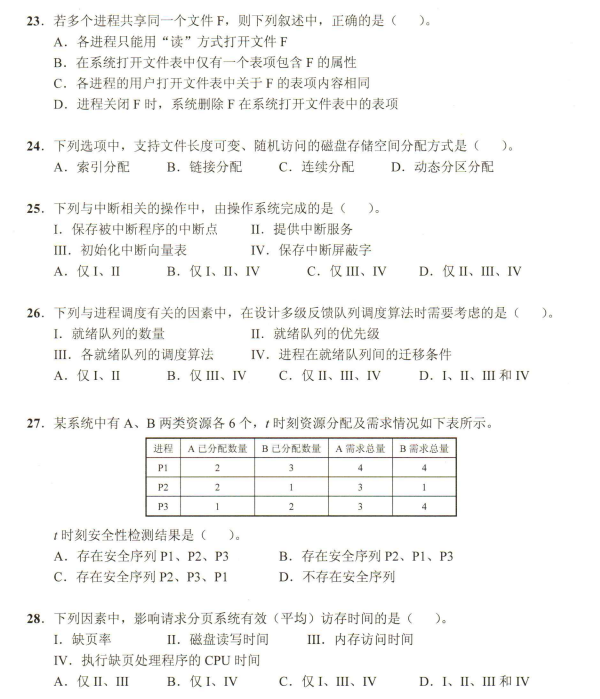 23．若多个进程共享同一个文件 F，则下列叙述中，正确的是（　）。
A．各进程只能用“读”方式打开文件 F
B．在系统打开文件表中仅有一个表项包含 F 的属性
C．各进程的用户打开文件表中关于 F 的表项内容相同
D．进程关闭 F 时，系统删除 F 在系统打开文件表中的表项
24．下列选项中，支持文件长度可变、随机访问的磁盘存储空间分配方式是（　）。
A．索引分配　B．链接分配　C．连续分配　D．动态分区分配
25．下列与中断相关的操作中，由操作系统完成的是（　）。
I．保存被中断程序的中断点　II．提供中断服务
III．初始化中断向量表　IV．保存中断屏蔽字
A．仅 I、II　B．仅 I、II、IV　C．仅 III、IV　D．仅 II、III、IV
26．下列与进程调度有关的因素中，在设计多级反馈队列调度算法时需要考虑的是（　）。
I．就绪队列的数量　II．就绪队列的优先级
III．各就绪队列的调度算法　IV．进程在就绪队列间的迁移条件
A．仅 I、II　B．仅 III、IV　C．仅 II、III、IV　D．I、II、III 和 IV
27．某系统中有 A、B 两类资源各 6 个，t 时刻资源分配及需求情况如下表所示。
进程　A 已分配数量　B 已分配数量　A 需求总量　B 需求总量
P1　2　3　4　4
P2　2　1　3　1
P3　1　2　3　4
t 时刻安全性检测结果是（　）。
A．存在安全序列 P1、P2、P3　B．存在安全序列 P2、P1、P3
C．存在安全序列 P2、P3、P1　D．不存在安全序列
28．下列因素中，影响请求分页系统有效（平均）访存时间的是（　）。
I．缺页率　II．磁盘读写时间　III．内存访问时间
IV．执行缺页处理程序的 CPU 时间
A．仅 II、III　B．仅 I、IV　C．仅 I、III、IV　D．I、II、III 和 IV